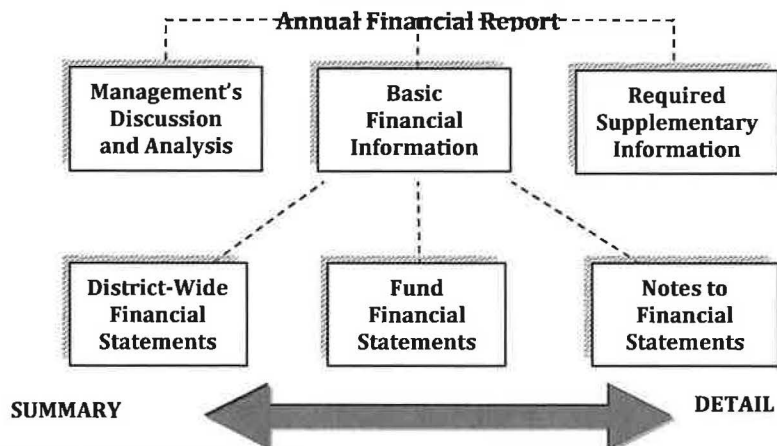 Annual Financial Report
Management's
Discussion
and Analysis
Basic
Financial
Information
Required
Supplementary
Information
District-Wide
Financial
Statements
Fund
Financial
Statements
Notes to
Financial
Statements
SUMMARY
DETAIL